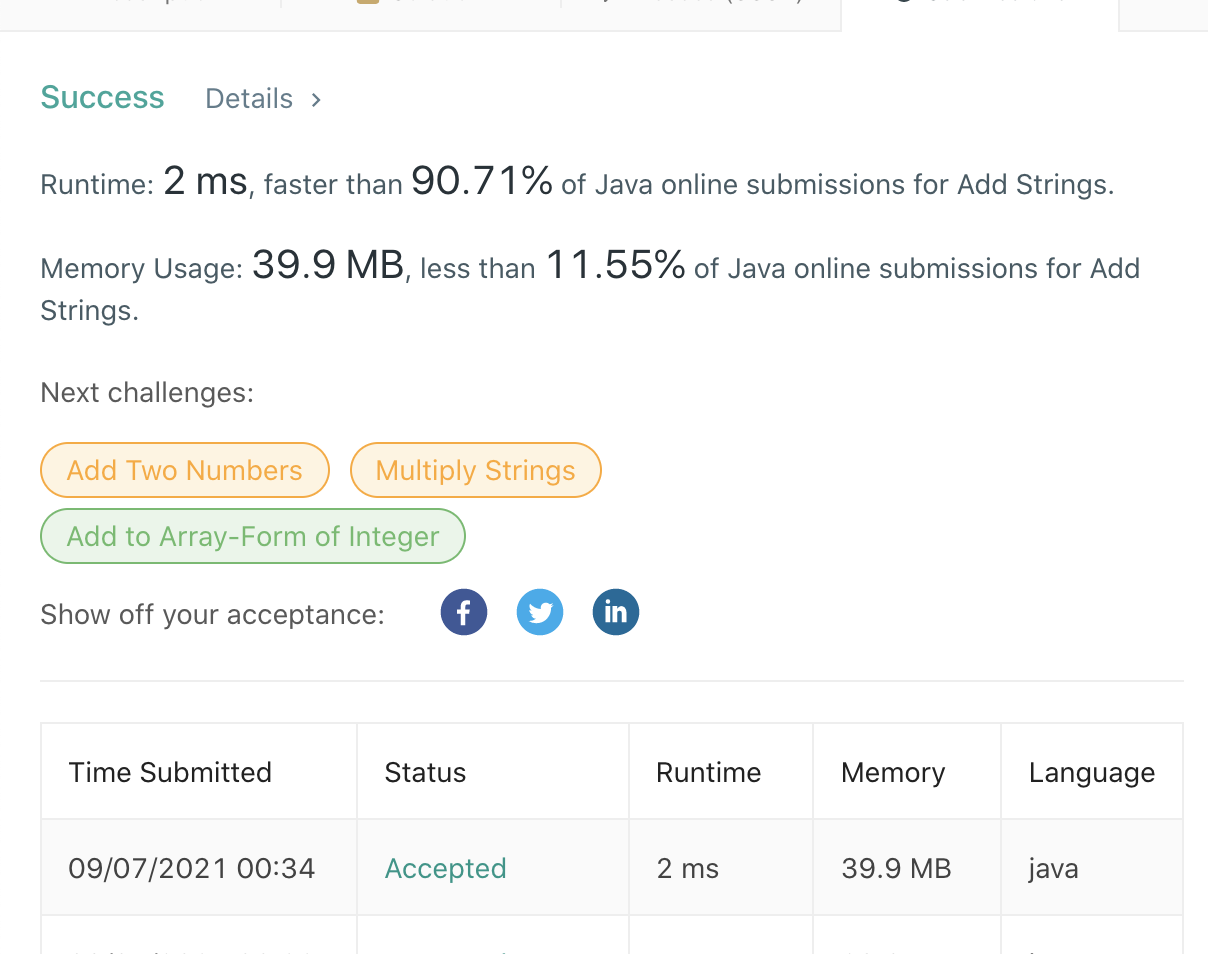 Success Details >
Runtime: 2 ms, faster than 90.71% of Java online submissions for Add Strings.
Memory Usage: 39.9 MB, less than 11.55% of Java online submissions for Add
Strings.
Next challenges:
Add Two Numbers Multiply Strings
Add to Array-Form of Integer
Show off your acceptance:
Time Submitted Status Runtime Memory Language
09/07/2021 00:34 Accepted 2 ms 39.9 MB java